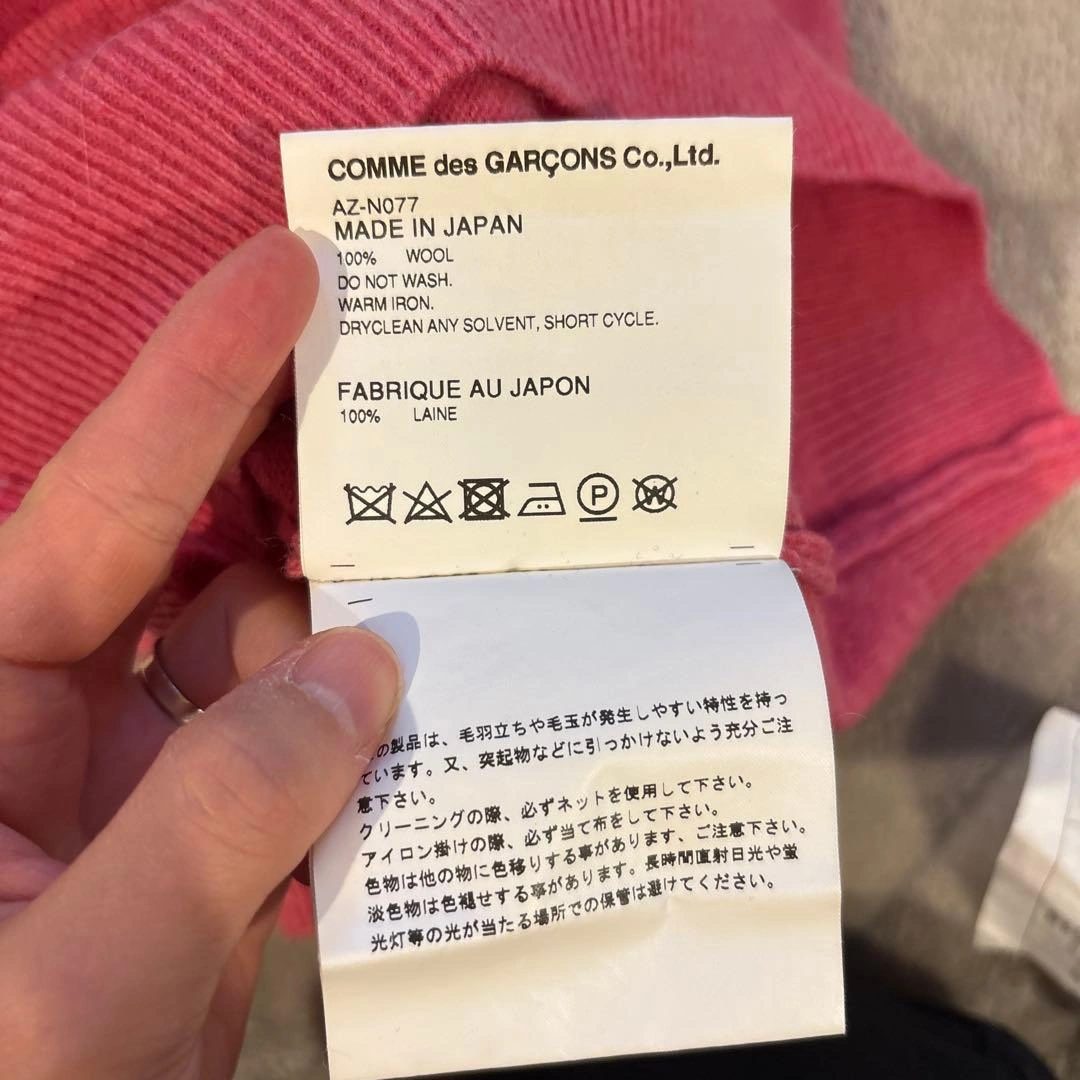 COMME des GARÇONS Co.,Ltd.
AZ-N077
MADE IN JAPAN
100% WOOL
DO NOT WASH.
WARM IRON.
DRYCLEAN ANY SOLVENT, SHORT CYCLE.
FABRIQUE AU JAPON
100% LAINE
P W
の製品は、毛羽立ちや毛玉が発生しやすい特性を持っ
ています。又、突起物などに引っかけないよう充分ご注
意下さい。
クリーニングの際、必ずネットを使用して下さい。
アイロン掛けの際、必ず当て布をして下さい。
色物は他の物に色移りする事があります、ご注意下さい。
淡色物は色褪せする事があります。長時間直射日光や蛍
光灯等の光が当たる場所での保管は避けてください。